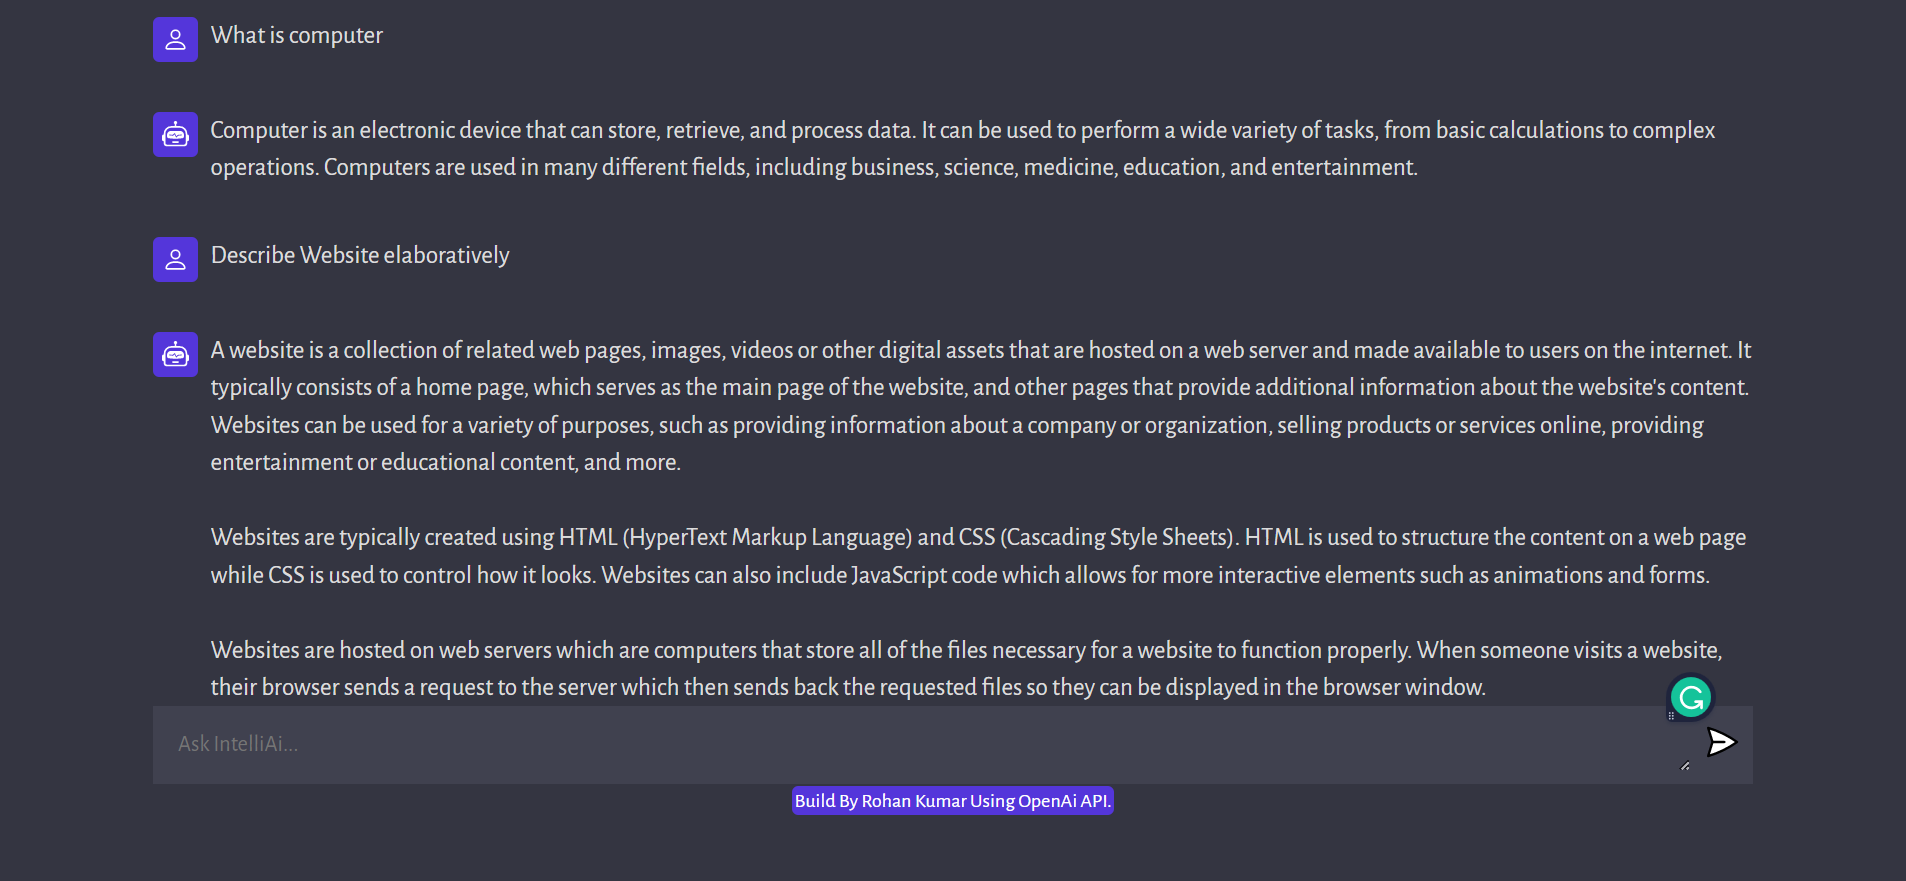 What is computer
Computer is an electronic device that can store, retrieve, and process data. It can be used to perform a wide variety of tasks, from basic calculations to complex
operations. Computers are used in many different fields, including business, science, medicine, education, and entertainment.
Describe Website elaboratively
A website is a collection of related web pages, images, videos or other digital assets that are hosted on a web server and made available to users on the internet. It
typically consists of a home page, which serves as the main page of the website, and other pages that provide additional information about the website's content.
Websites can be used for a variety of purposes, such as providing information about a company or organization, selling products or services online, providing
entertainment or educational content, and more.
Websites are typically created using HTML (HyperText Markup Language) and CSS (Cascading Style Sheets). HTML is used to structure the content on a web page
while CSS is used to control how it looks. Websites can also include JavaScript code which allows for more interactive elements such as animations and forms.
Websites are hosted on web servers which are computers that store all of the files necessary for a website to function properly. When someone visits a website,
their browser sends a request to the server which then sends back the requested files so they can be displayed in the browser window.
Ask IntelliAi...
Build By Rohan Kumar Using OpenAi API.